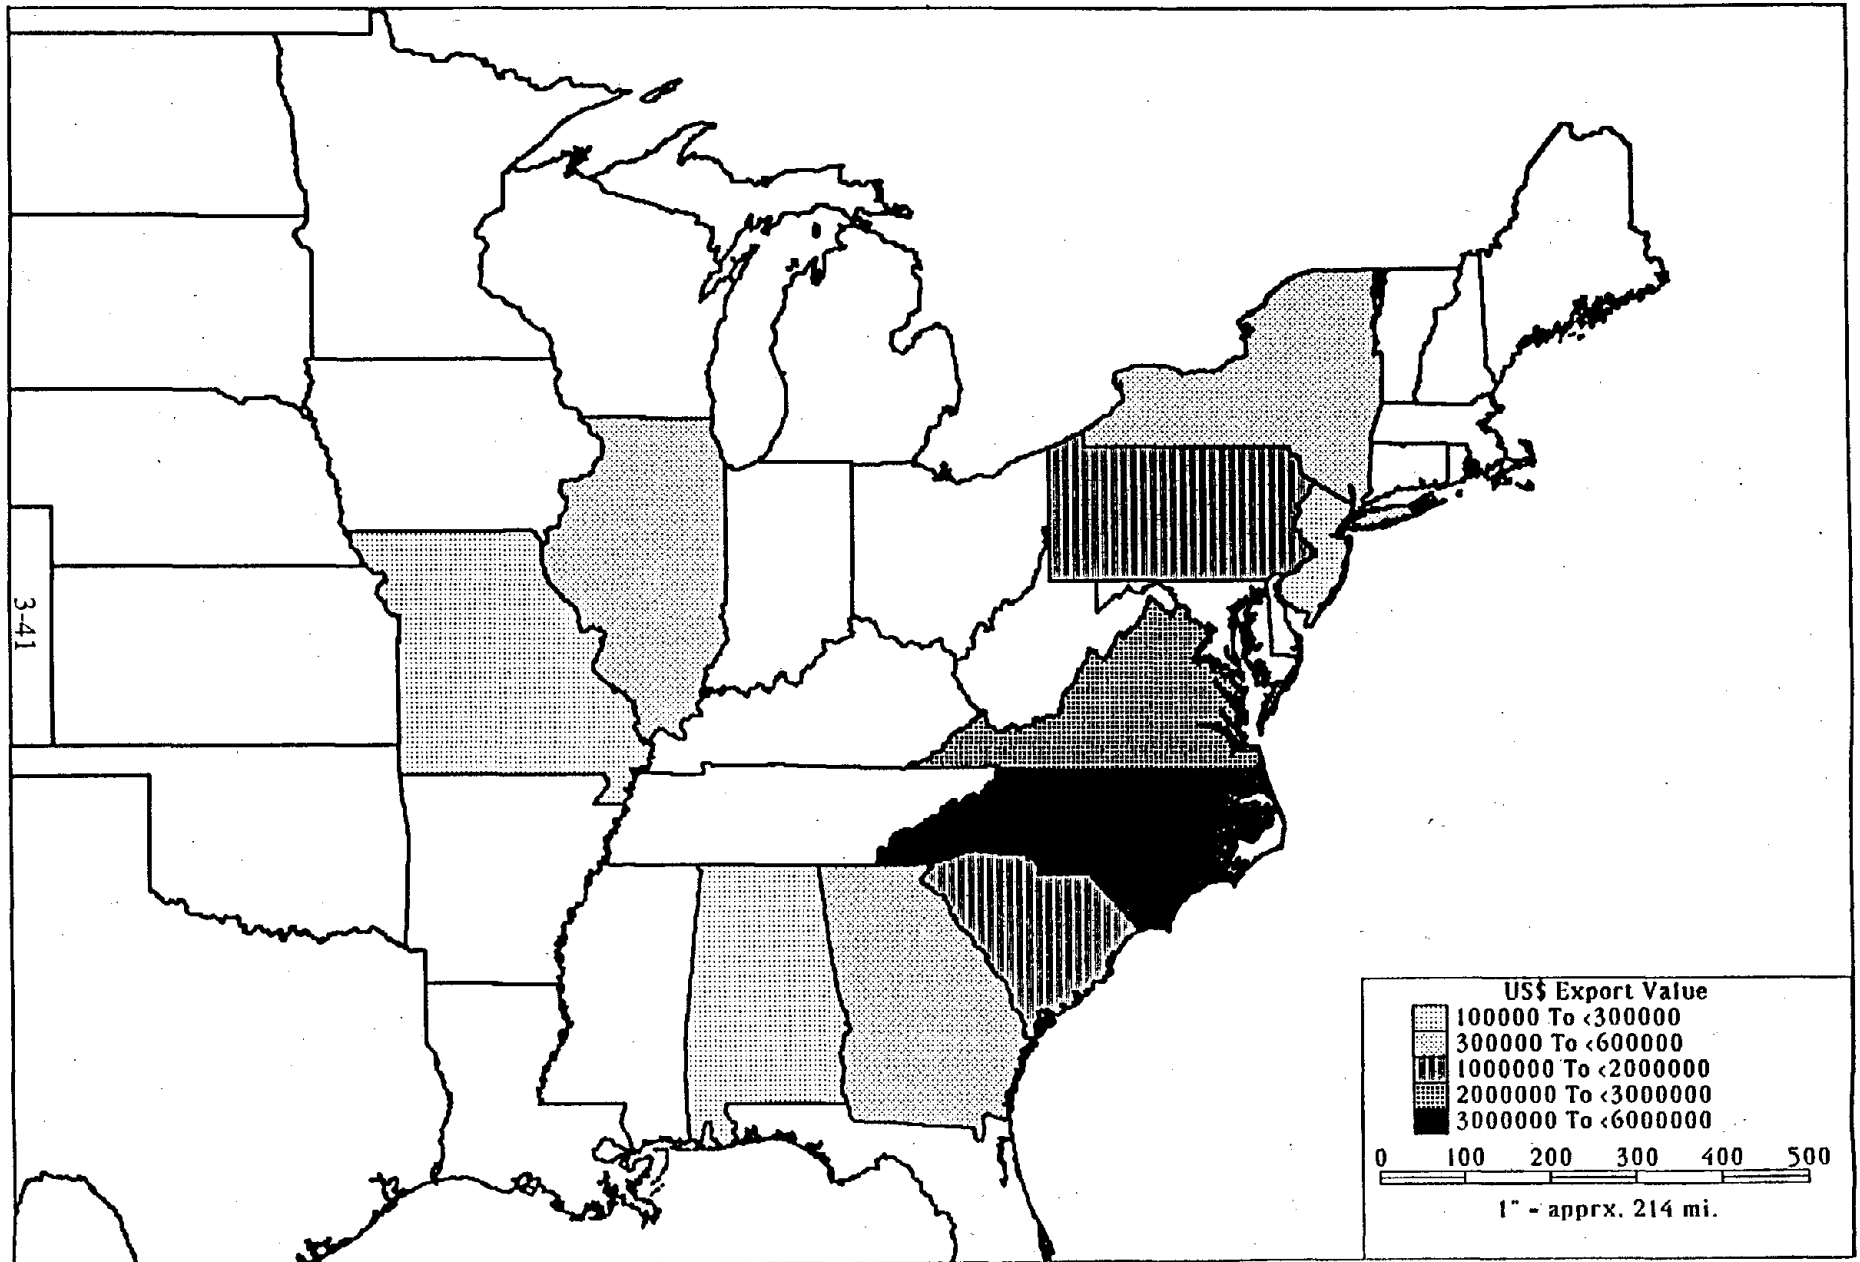 3-41
US$ Export Value
100000 To <300000
300000 To <600000
1000000 To <2000000
2000000 To <3000000
3000000 To <6000000
0 100 200 300 400 500
1" - apprx. 214 mi.